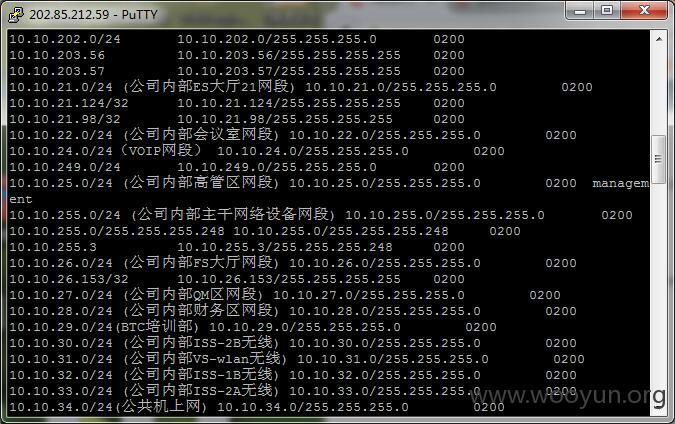 202.85.212.59 - PuTTY
10.10.202.0/24 10.10.202.0/255.255.255.0 0200
10.10.203.56 10.10.203.56/255.255.255.255 0200
10.10.203.57 10.10.203.57/255.255.255.255 0200
10.10.21.0/24 (公司内部ES大厅21网段) 10.10.21.0/255.255.255.0 0200
10.10.21.124/32 10.10.21.124/255.255.255.255 0200
10.10.21.98/32 10.10.21.98/255.255.255.255 0200
10.10.22.0/24 (公司内部会议室网段) 10.10.22.0/255.255.255.0 0200
10.10.24.0/24 (VOIP网段) 10.10.24.0/255.255.255.0 0200
10.10.249.0/24 10.10.249.0/255.255.255.0 0200
10.10.25.0/24 (公司内部高管区网段) 10.10.25.0/255.255.255.0 0200 managem
ent
10.10.255.0/24 (公司内部主干网络设备网段) 10.10.255.0/255.255.255.0 0200
10.10.255.0/255.255.255.248 10.10.255.0/255.255.255.248 0200
10.10.255.3 10.10.255.3/255.255.255.248 0200
10.10.26.0/24 (公司内部FS大厅网段) 10.10.26.0/255.255.255.0 0200
10.10.26.153/32 10.10.26.153/255.255.255.255 0200
10.10.27.0/24 (公司内部QM区网段) 10.10.27.0/255.255.255.0 0200
10.10.28.0/24 (公司内部财务区网段) 10.10.28.0/255.255.255.0 0200
10.10.29.0/24(BTC培训部) 10.10.29.0/255.255.255.0 0200
10.10.30.0/24 (公司内部ISS-2B无线) 10.10.30.0/255.255.255.0 0200
10.10.31.0/24 (公司内部VS-wlan无线) 10.10.31.0/255.255.255.0 0200
10.10.32.0/24 (公司内部ISS-1B无线) 10.10.32.0/255.255.255.0 0200
10.10.33.0/24 (公司内部ISS-2A无线) 10.10.33.0/255.255.255.0 0200
10.10.34.0/24(公共机上网) 10.10.34.0/255.255.255.0 0200
www.wooyun.org